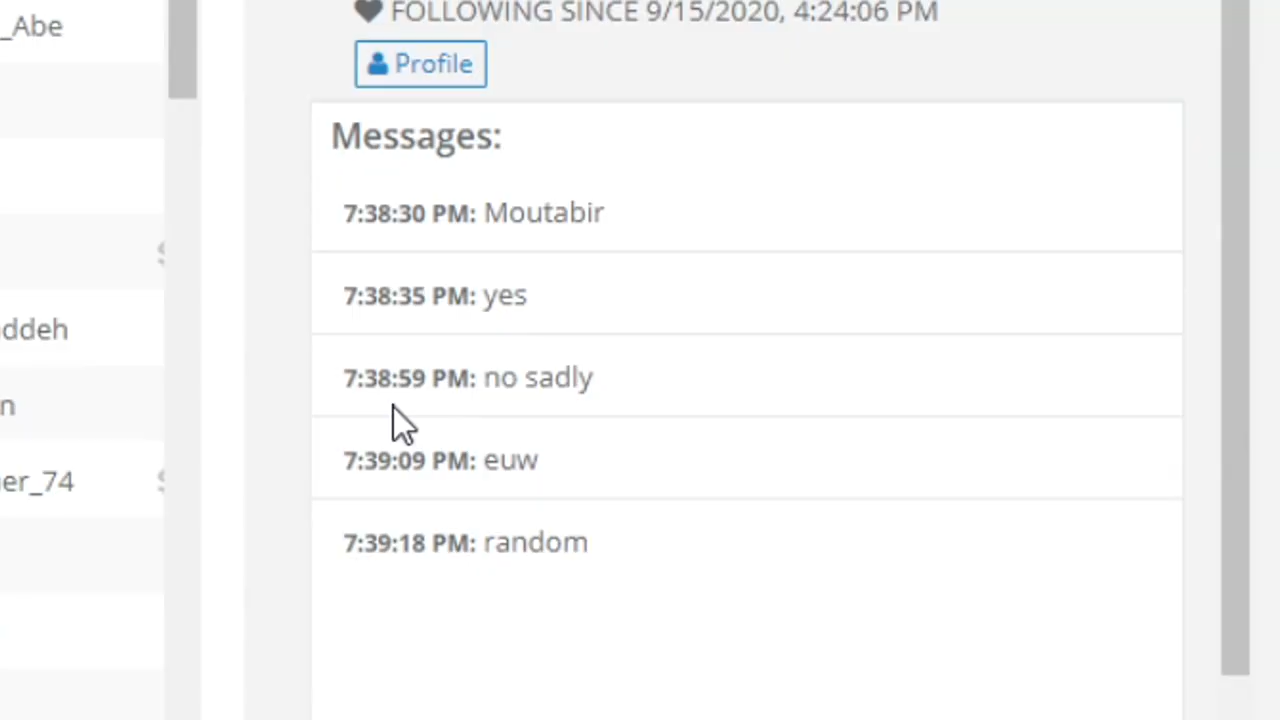 _Abe
FOLLOWING SINCE 9/15/2020, 4:24:06 PM
Profile
Messages:
7:38:30 PM: Moutabir
7:38:35 PM: yes
ddeh
7:38:59 PM: no sadly
n
7:39:09 PM: euw
er_74
7:39:18 PM: random